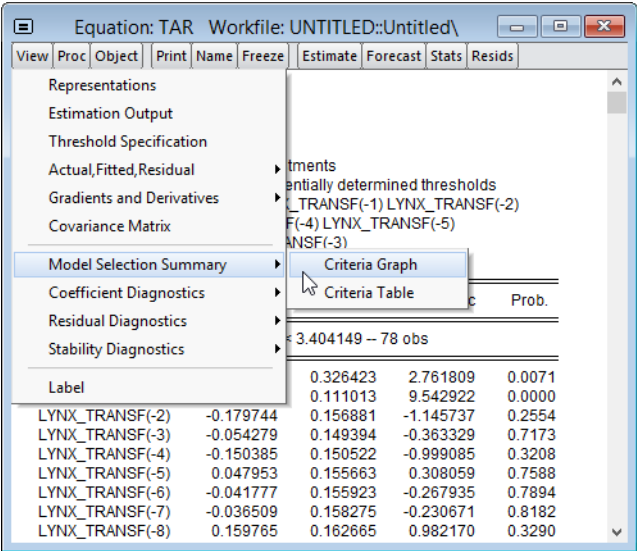 Equation: TAR Workfile: UNTITLED::Untitled\
View Proc Object Print Name Freeze Estimate Forecast Stats Resids
Representations
Estimation Output
Threshold Specification
Actual,Fitted,Residual
tments
Gradients and Derivatives
entially determined thresholds
_TRANSF(-1) LYNX_TRANSF(-2)
Covariance Matrix
(-4) LYNX_TRANSF(-5)
ANSF(-3)
Model Selection Summary
Criteria Graph
Coefficient Diagnostics
Criteria Table
c Prob.
Residual Diagnostics
< 3.404149 -- 78 obs
Stability Diagnostics
Label
0.326423 2.761809 0.0071
0.111013 9.542922 0.0000
LYNX_TRANSF(-2) -0.179744 0.156881 -1.145737 0.2554
LYNX_TRANSF(-3) -0.054279 0.149394 -0.363329 0.7173
LYNX_TRANSF(-4) -0.150385 0.150522 -0.999085 0.3208
LYNX_TRANSF(-5) 0.047953 0.155663 0.308059 0.7588
LYNX_TRANSF(-6) -0.041777 0.155923 -0.267935 0.7894
LYNX_TRANSF(-7) -0.036509 0.158275 -0.230671 0.8182
LYNX_TRANSF(-8) 0.159765 0.162665 0.982170 0.3290